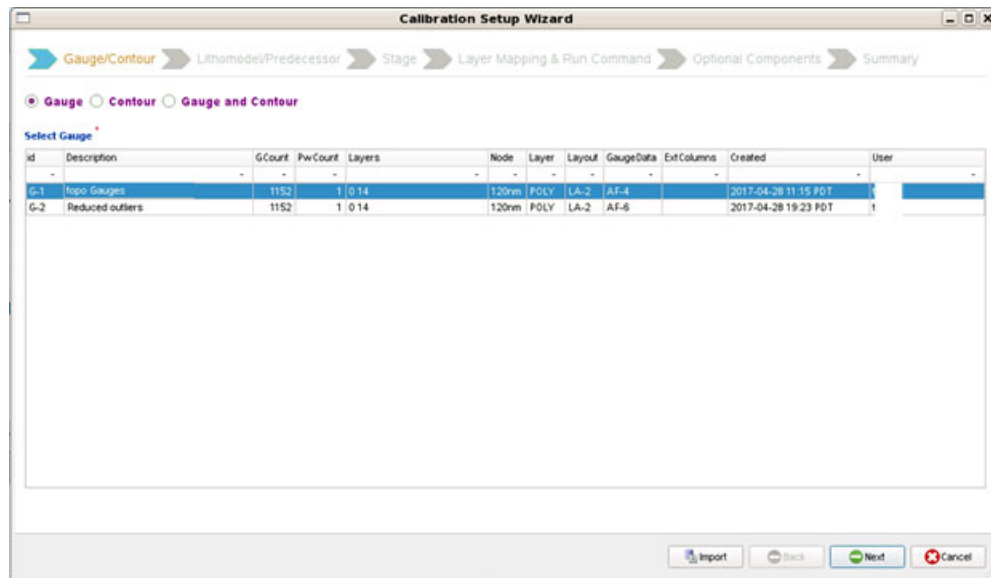 Calibration Setup Wizard
Gauge/Contour Lithomodel/Predecessor Stage Layer Mapping & Run Command Optional Components Summary
Gauge Contour Gauge and Contour
Select Gauge *
id Description GCount PwCount Layers Node Layer Layout GaugeData ExtColumns Created User
G-1 topo Gauges 1152 1 0 14 120nm POLY LA-2 AF-4 2017-04-28 11:15 PDT t
G-2 Reduced outliers 1152 1 0 14 120nm POLY LA-2 AF-6 2017-04-28 19:23 PDT t
Import Back Next Cancel